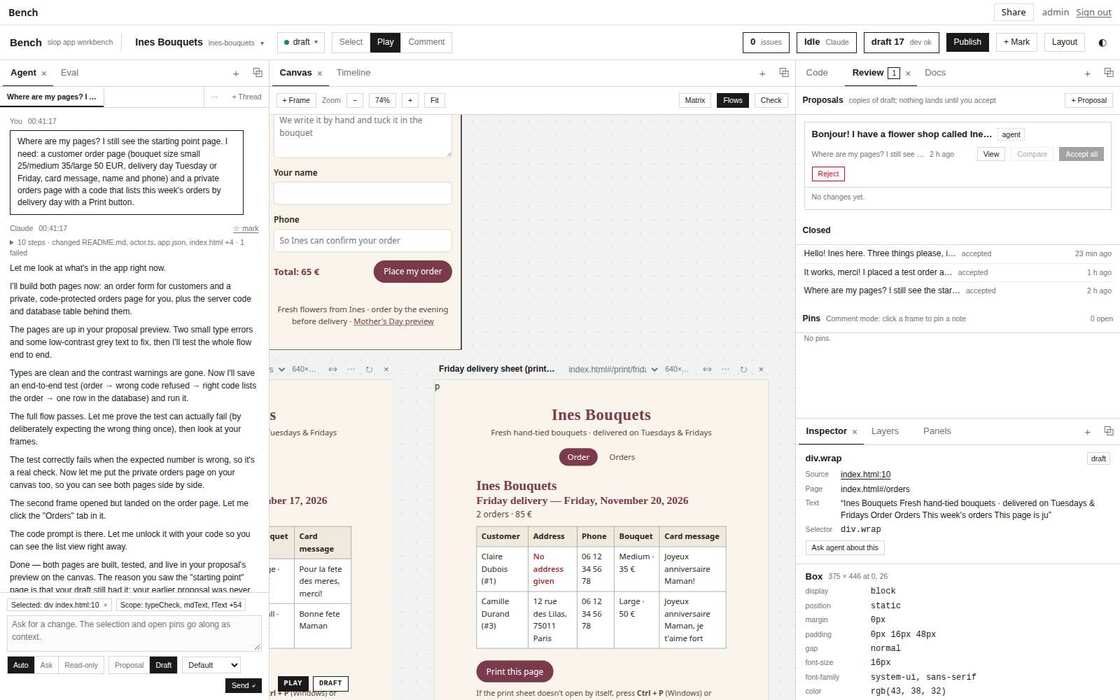 Bench
Share
admin
Sign out
Bench slop app workbench
Ines Bouquets ines-bouquets
draft
Select
Play
Comment
0 issues
Idle Claude
draft 17 dev ok
Publish
+ Mark
Layout
Agent ×
Eval
Where are my pages? I …
+ Thread
You 00:41:17
Where are my pages? I still see the starting point page. I
need: a customer order page (bouquet size small
25/medium 35/large 50 EUR, delivery day Tuesday or
Friday, card message, name and phone) and a private
orders page with a code that lists this week's orders by
delivery day with a Print button.
Claude 00:41:17
☆ mark
10 steps · changed README.md, actor.ts, app.json, index.html +4 · 1
failed
Let me look at what's in the app right now.
I'll build both pages now: an order form for customers and a
private, code-protected orders page for you, plus the server code
and database table behind them.
The pages are up in your proposal preview. Two small type errors
and some low-contrast grey text to fix, then I'll test the whole flow
end to end.
Types are clean and the contrast warnings are gone. Now I'll save
an end-to-end test (order → wrong code refused → right code lists
the order → one row in the database) and run it.
The full flow passes. Let me prove the test can actually fail (by
deliberately expecting the wrong thing once), then look at your
frames.
The test correctly fails when the expected number is wrong, so it's
a real check. Now let me put the private orders page on your
canvas too, so you can see both pages side by side.
The second frame opened but landed on the order page. Let me
click the "Orders" tab in it.
The code prompt is there. Let me unlock it with your code so you
can see the list view right away.
Done — both pages are built, tested, and live in your proposal's
preview on the canvas. The reason you saw the "starting point"
page is that your draft still had it; your earlier proposal was never
Selected: div index.html:10 ×
Scope: typeCheck, mdText, fText +54
Ask for a change. The selection and open pins go along as
context.
Auto
Ask
Read-only
Proposal
Draft
Default
Send
Canvas ×
Timeline
+ Frame
Zoom
−
74%
+
Fit
Matrix
Flows
Check
We write it by hand and tuck it in the
bouquet
Your name
Phone
So Ines can confirm your order
Total: 65 €
Place my order
Fresh flowers from Ines · order by the evening
before delivery · Mother's Day preview
640×…
Friday delivery sheet (print…
index.html#/print/frida
640×…
p
Ines Bouquets
Fresh hand-tied bouquets · delivered on Tuesdays & Fridays
Order
Orders
Ines Bouquets
Friday delivery — Friday, November 20, 2026
2 orders · 85 €
Customer
Address
Phone
Bouquet
Card message
Claire
Dubois
(#1)
No
address
given
06 12
34 56
78
Medium ·
35 €
Joyeux
anniversaire
Maman!
Camille
Durand
(#3)
12 rue
des Lilas,
75011
Paris
06 12
34 56
78
Large ·
50 €
Joyeux
anniversaire
Maman, je
t'aime fort
Print this page
If the print sheet doesn't open by itself, press Ctrl + P (Windows) or
uesdays & Fridays
ber 17, 2026
quet
Card
message
Pour la fete
des meres,
merci!
Bonne fete
Maman
PLAY
DRAFT
P (Windows) or
Code
Review 1 ×
Docs
Proposals copies of draft; nothing lands until you accept
+ Proposal
Bonjour! I have a flower shop called Ine…
agent
Where are my pages? I still see … 2 h ago
View
Compare
Accept all
Reject
No changes yet.
Closed
Hello! Ines here. Three things please, i… accepted 23 min ago
It works, merci! I placed a test order a… accepted 1 h ago
Where are my pages? I still see the star… accepted 2 h ago
Pins Comment mode: click a frame to pin a note 0 open
No pins.
Inspector ×
Layers
Panels
div.wrap
draft
Source index.html:10
Page index.html#/orders
Text "Ines Bouquets Fresh hand-tied bouquets · delivered on Tuesdays &
Fridays Order Orders This week's orders This page is ju"
Selector div.wrap
Ask agent about this
Box 375 × 446 at 0, 26
display block
position static
margin 0px
padding 0px 16px 48px
gap normal
font-size 16px
font-family system-ui, sans-serif
color rgb(43, 38, 32)